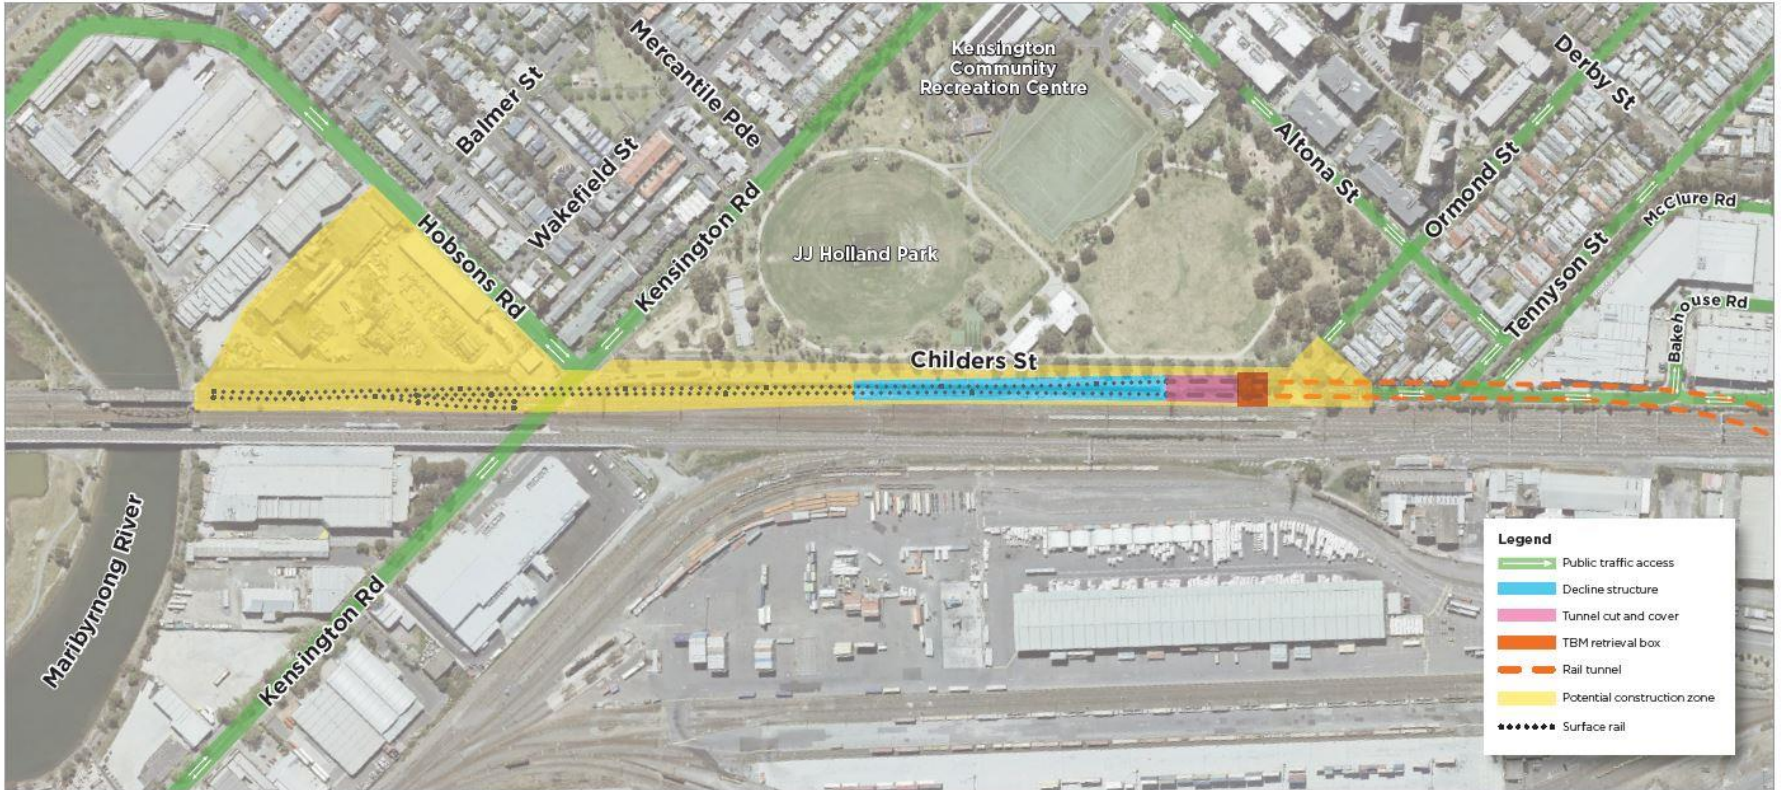 Mercantile Pde
Kensington
Community
Recreation Centre
Derby St
Balmer St
Altona St
Ormond St
Wakefield St
Kensington Rd
McClure Rd
Hobsons Rd
JJ Holland Park
Tennyson St
Bakehouse Rd
Childers St
Maribyrnong River
Kensington Rd
Legend
Public traffic access
Decline structure
Tunnel cut and cover
TBM retrieval box
Rail tunnel
Potential construction zone
Surface rail